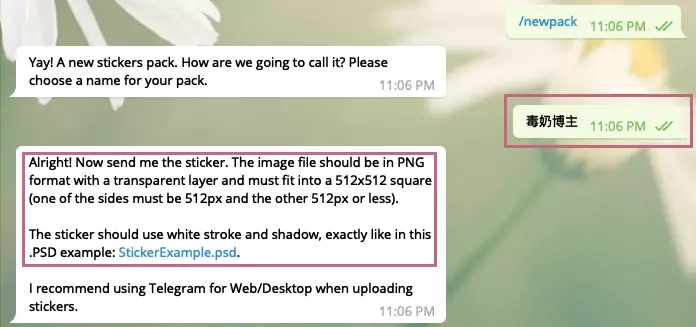 /newpack
11:06 PM
Yay! A new stickers pack. How are we going to call it? Please
choose a name for your pack.
11:06 PM
毒奶博主
11:06 PM
Alright! Now send me the sticker. The image file should be in PNG
format with a transparent layer and must fit into a 512x512 square
(one of the sides must be 512px and the other 512px or less).
The sticker should use white stroke and shadow, exactly like in this
.PSD example: StickerExample.psd.
I recommend using Telegram for Web/Desktop when uploading
stickers.
11:06 PM